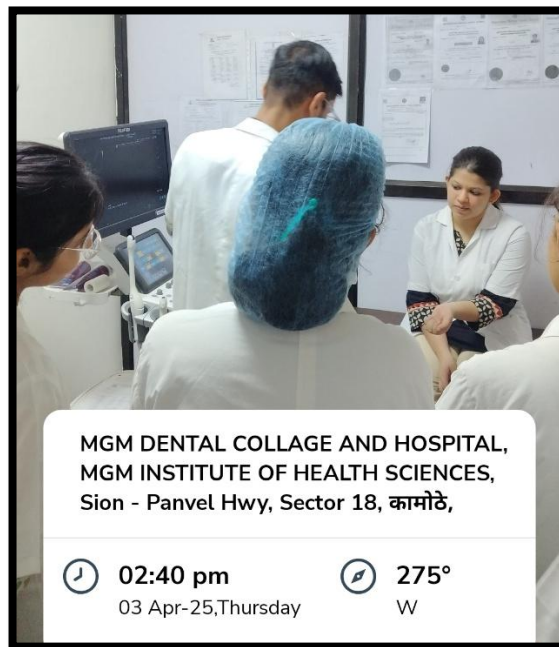 MGM DENTAL COLLAGE AND HOSPITAL,
MGM INSTITUTE OF HEALTH SCIENCES,
Sion - Panvel Hwy, Sector 18, कामोठे,
02:40 pm
03 Apr-25,Thursday
275°
W